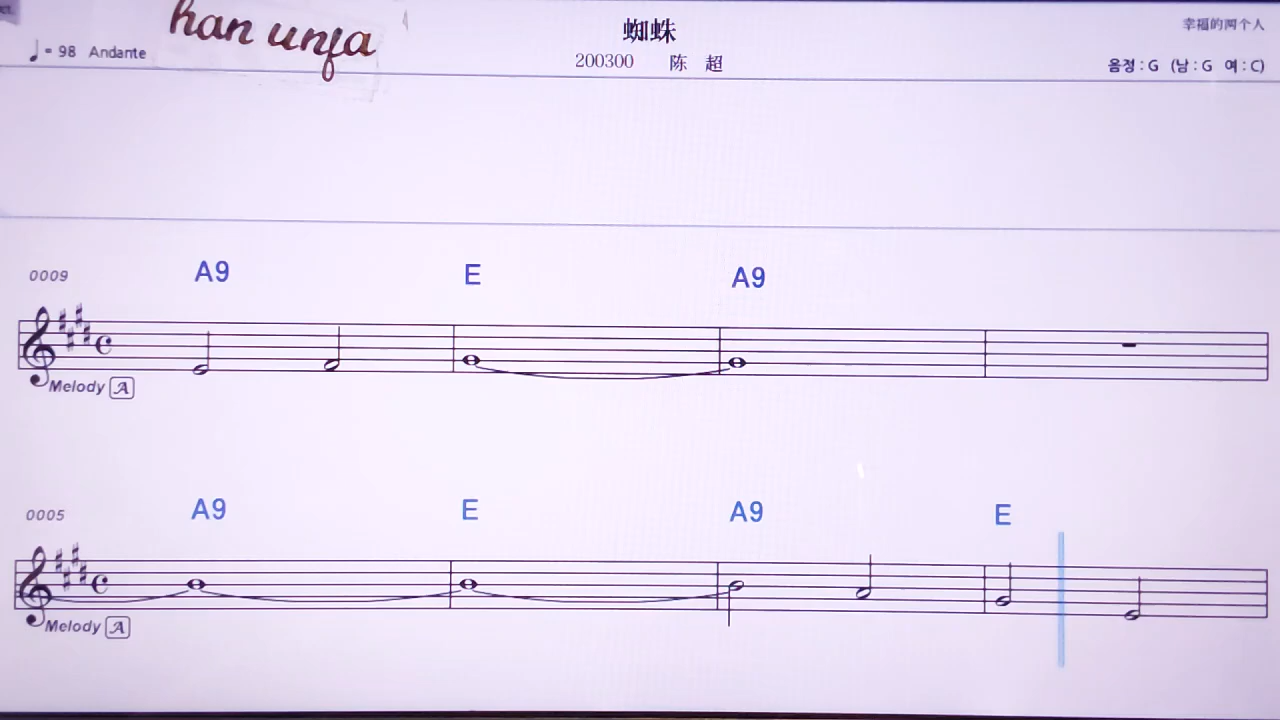 han unja
蜘蛛
幸福的两个人
♩= 98 Andante
200300 陈 超
음정 : G (남 : G 여 : C)
0009 A9 E A9
Melody A
0005 A9 E A9 E
Melody A